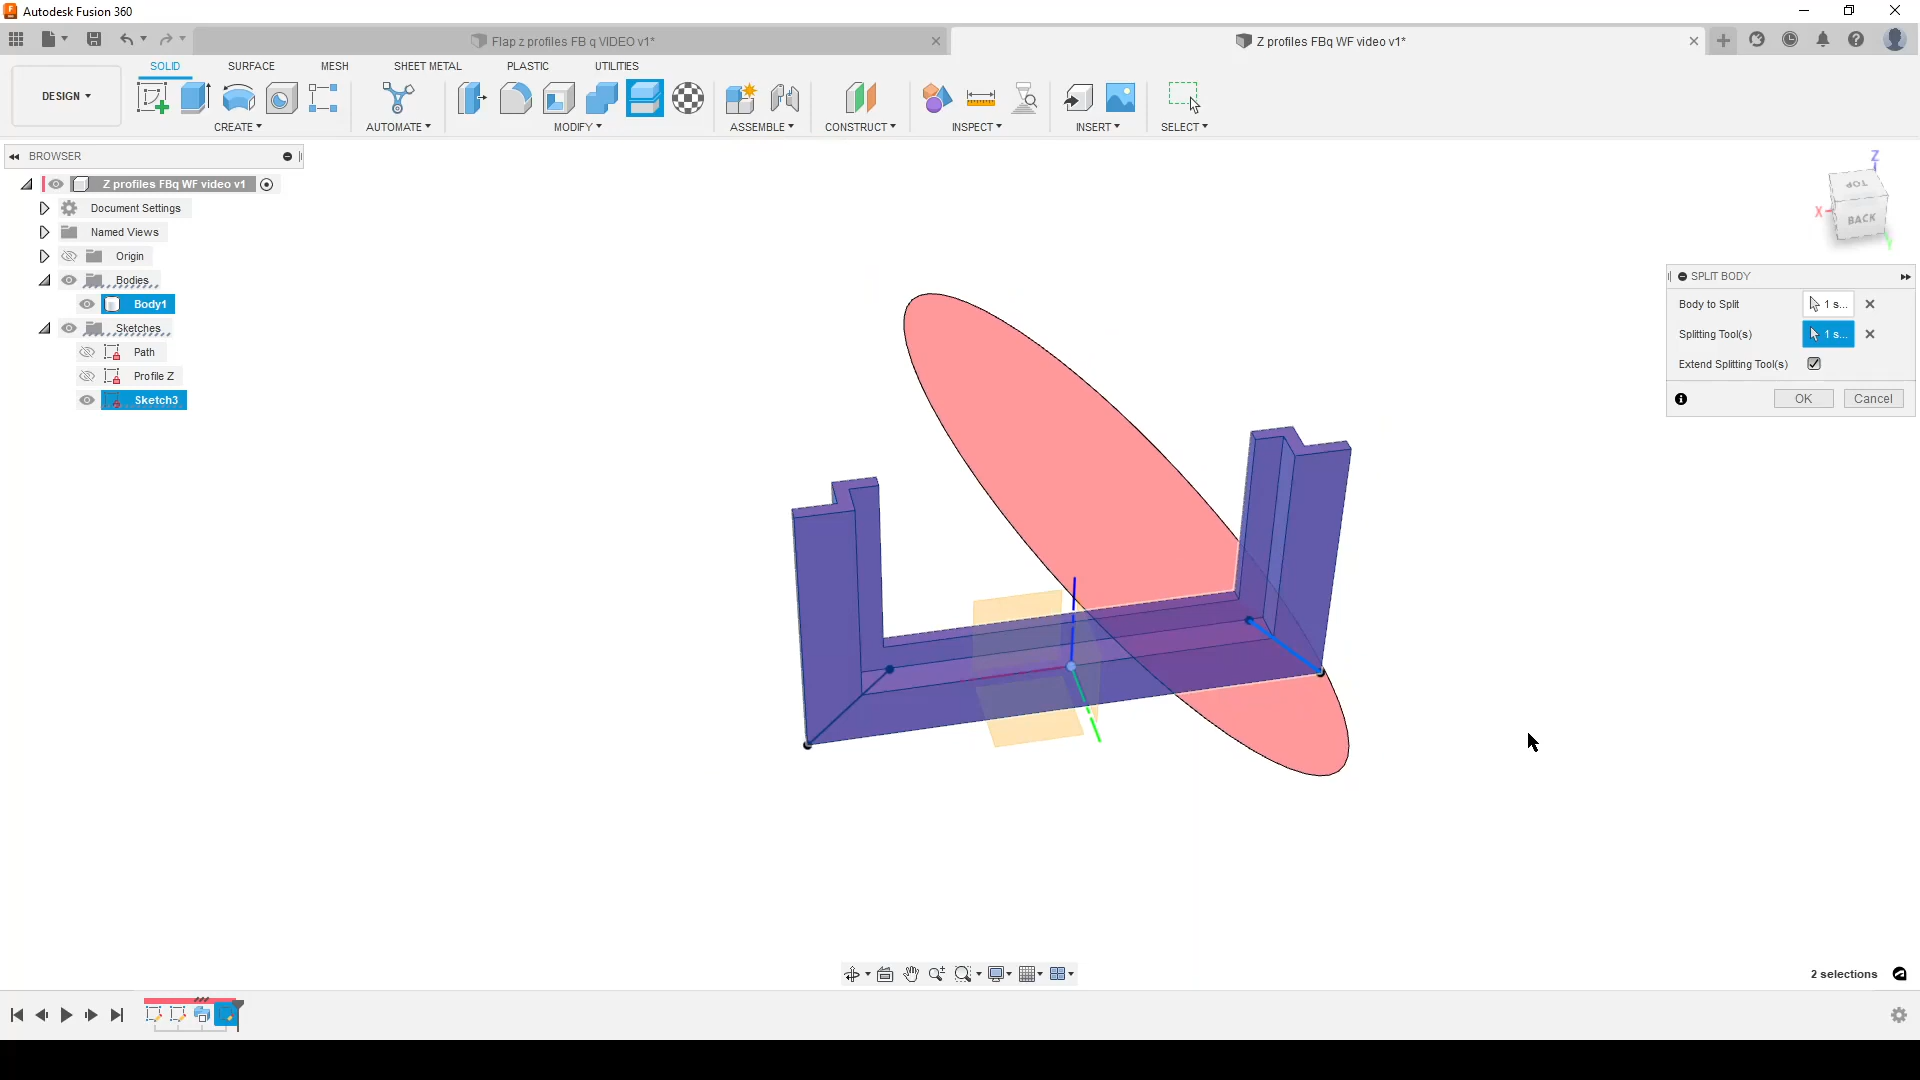 Autodesk Fusion 360
Flap z profiles FB q VIDEO v1*
Z profiles FBq WF video v1*
SOLID
SURFACE
MESH
SHEET METAL
PLASTIC
UTILITIES
DESIGN
CREATE
AUTOMATE
MODIFY
ASSEMBLE
CONSTRUCT
INSPECT
INSERT
SELECT
BROWSER
Z profiles FBq WF video v1
Document Settings
Named Views
Origin
Bodies
Body1
Sketches
Path
Profile Z
Sketch3
Z
TOP
X
BACK
Y
SPLIT BODY
Body to Split
1 s...
Splitting Tool(s)
1 s...
Extend Splitting Tool(s)
OK
Cancel
2 selections